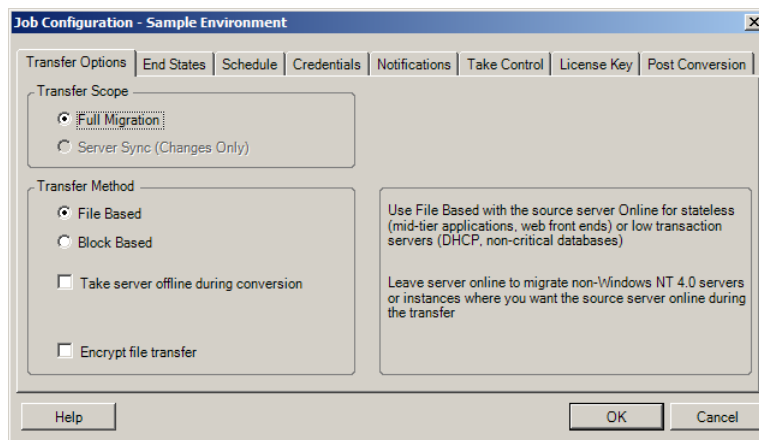 Job Configuration - Sample Environment
Transfer Options End States Schedule Credentials Notifications Take Control License Key Post Conversion
Transfer Scope
Full Migration
Server Sync (Changes Only)
Transfer Method
File Based
Block Based
Take server offline during conversion
Encrypt file transfer
Use File Based with the source server Online for stateless
(mid-tier applications, web front ends) or low transaction
servers (DHCP, non-critical databases)
Leave server online to migrate non-Windows NT 4.0 servers
or instances where you want the source server online during
the transfer
Help OK Cancel